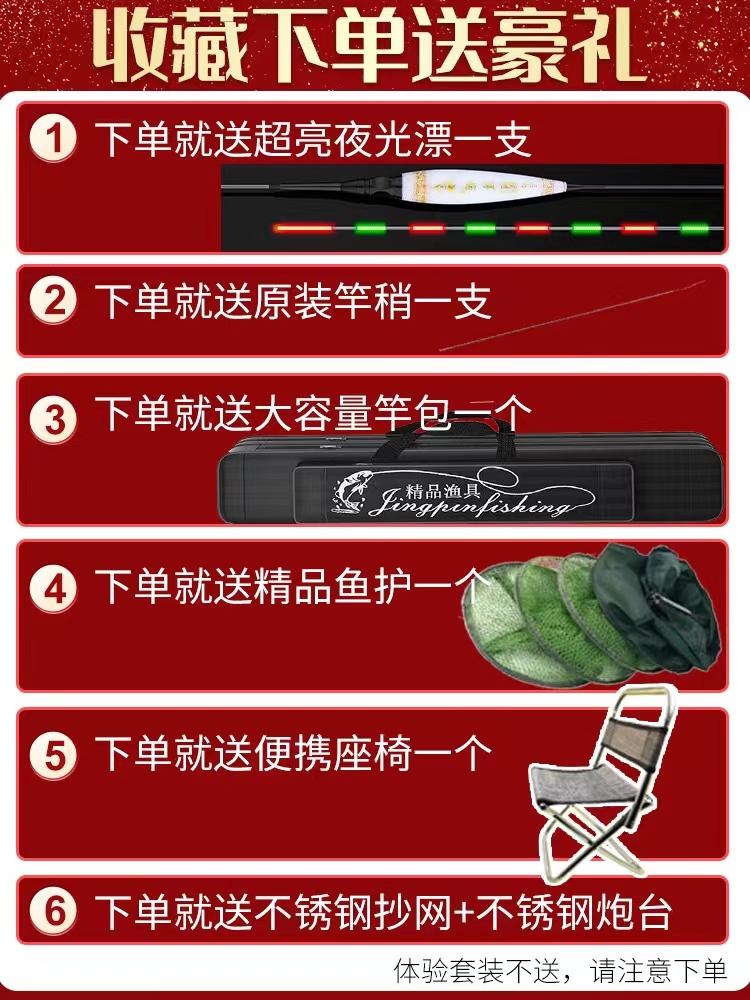 收藏下单送豪礼
1 下单就送超亮夜光漂一支
2 下单就送原装竿稍一支
3 下单就送大容量竿包一个
精品渔具
Jingpinfishing
4 下单就送精品鱼护一个
5 下单就送便携座椅一个
6 下单就送不锈钢抄网+不锈钢炮台
体验套装不送，请注意下单